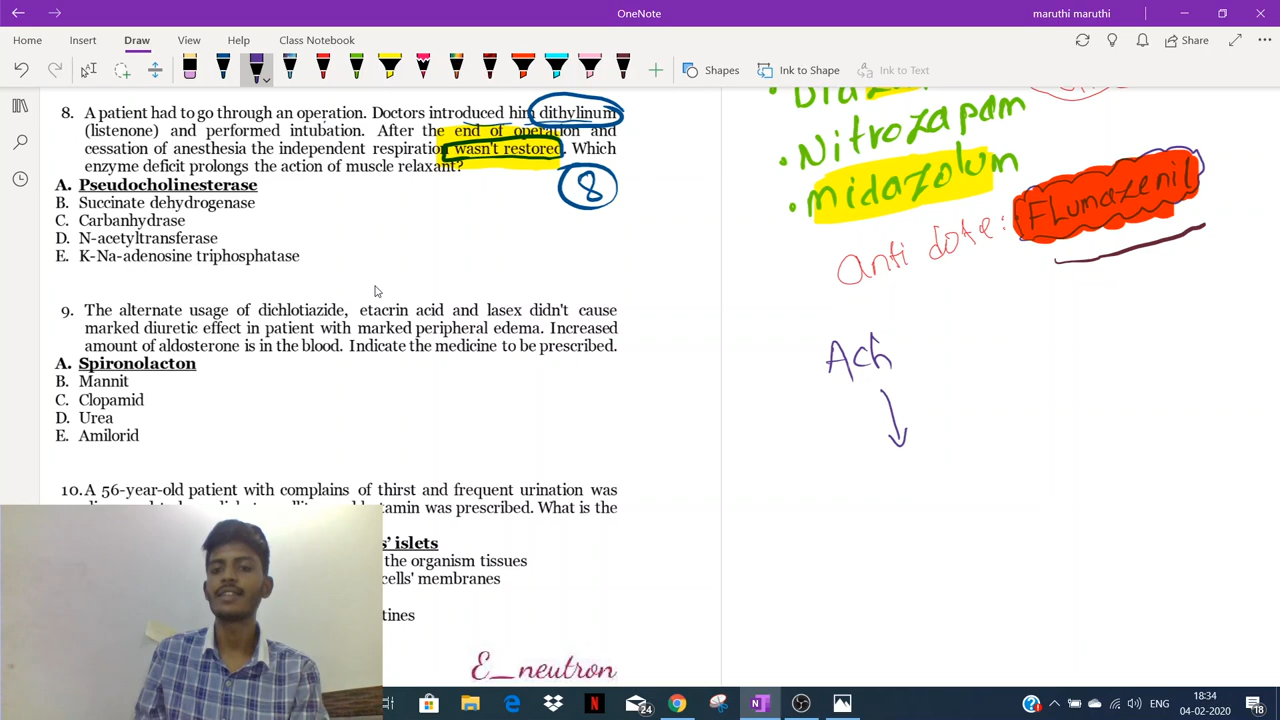 OneNote
maruthi maruthi
Home Insert Draw View Help Class Notebook
Share
Shapes
Ink to Shape
Ink to Text
8. A patient had to go through an operation. Doctors introduced him dithylinum
(listenone) and performed intubation. After the end of operation and
cessation of anesthesia the independent respiration wasn't restored. Which
enzyme deficit prolongs the action of muscle relaxant?
8
A. Pseudocholinesterase
B. Succinate dehydrogenase
C. Carbanhydrase
D. N-acetyltransferase
E. K-Na-adenosine triphosphatase
9. The alternate usage of dichlotiazide, etacrin acid and lasex didn't cause
marked diuretic effect in patient with marked peripheral edema. Increased
amount of aldosterone is in the blood. Indicate the medicine to be prescribed.
A. Spironolacton
B. Mannit
C. Clopamid
D. Urea
E. Amilorid
10. A 56-year-old patient with complains of thirst and frequent urination was
was prescribed. What is the
islets
the organism tissues
cells' membranes
E_neutron
• Nitrozapam
• midazolum
anti dote: FLumazenil
Ach
24
ENG
18:34
04-02-2020
18